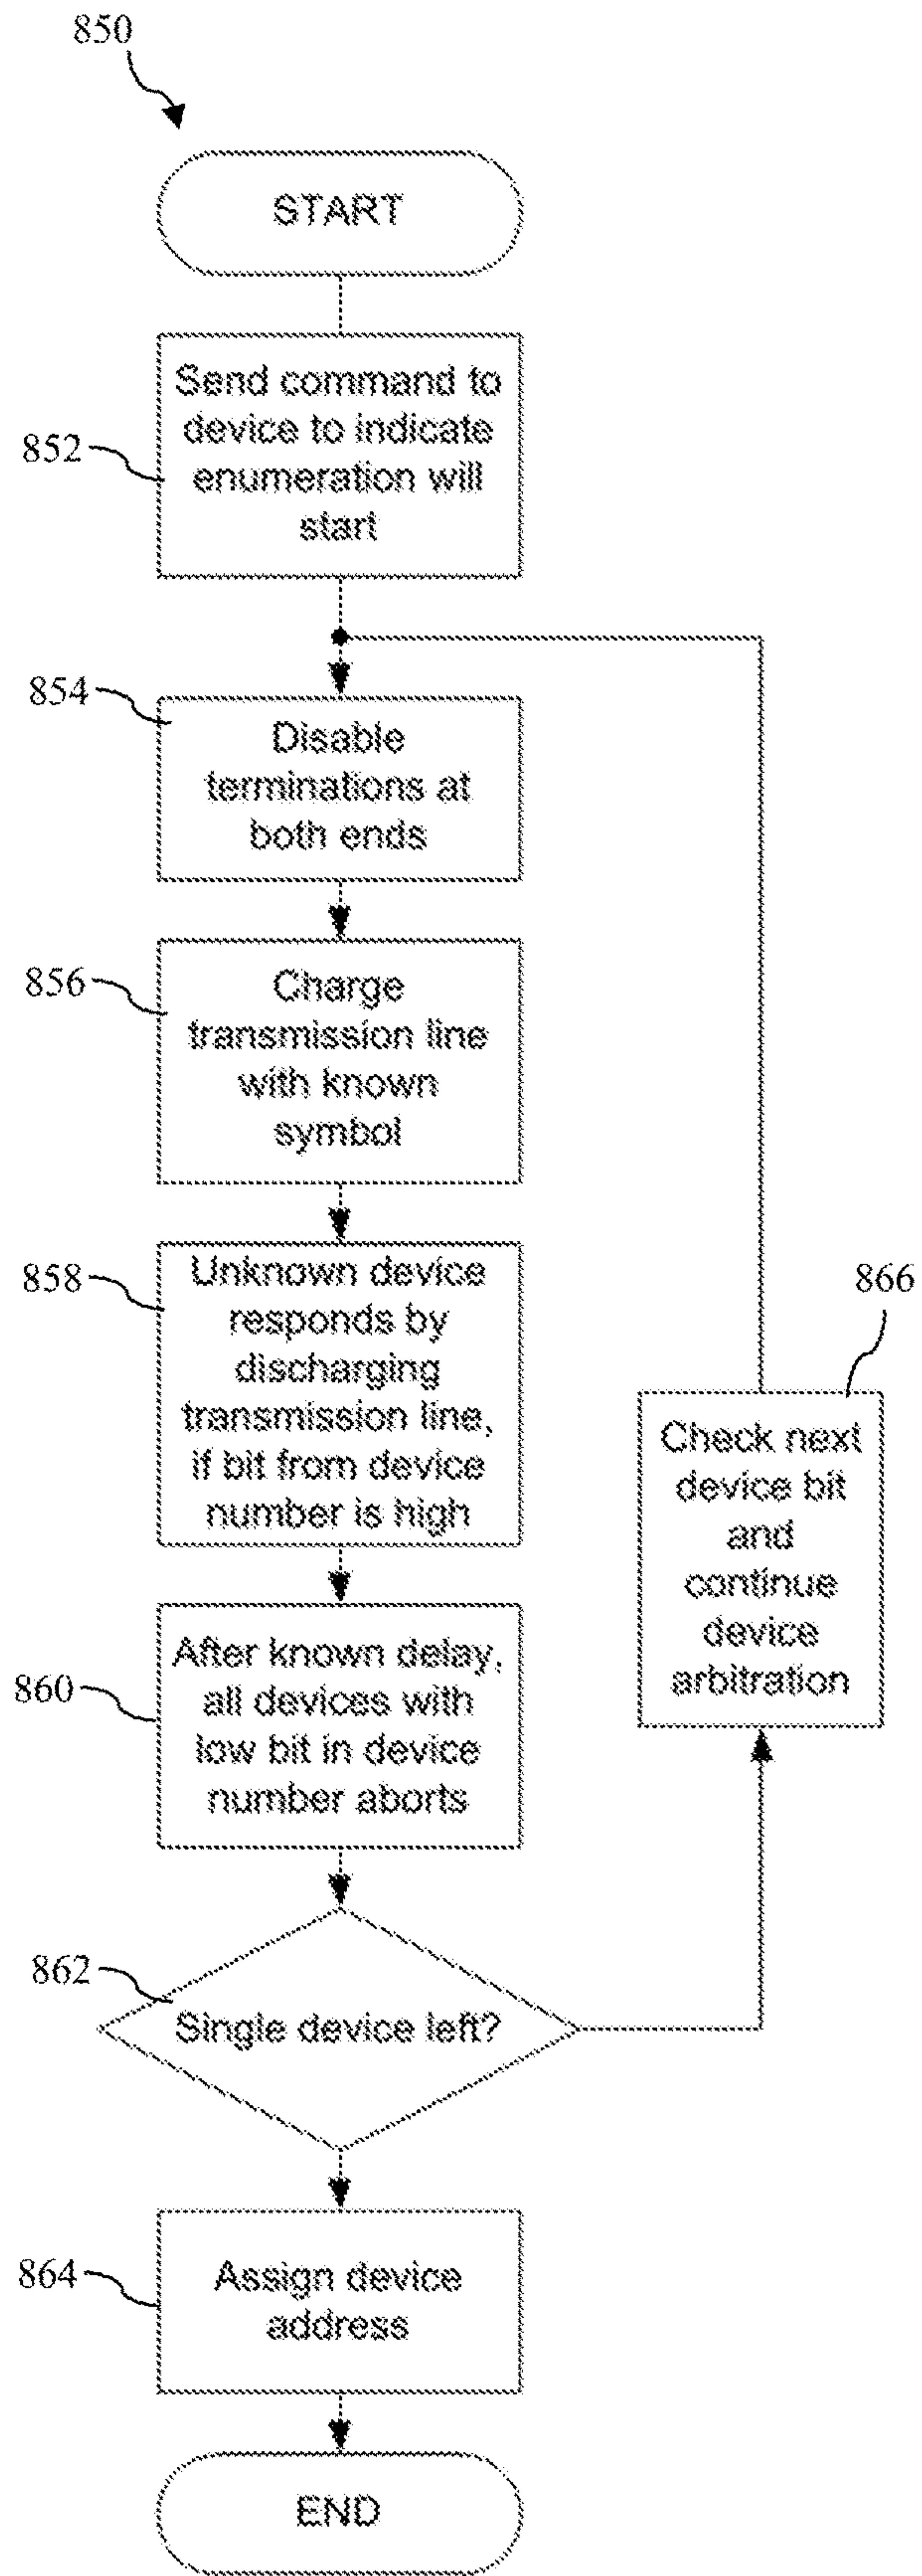 850
START
852
Send command to
device to indicate
enumeration will
start
854
Disable
terminations at
both ends
856
Charge
transmission line
with known
symbol
858
Unknown device
responds by
discharging
transmission line,
if bit from device
number is high
866
Check next
device bit
and
continue
device
arbitration
860
After known delay,
all devices with
low bit in device
number aborts
862
Single device left?
864
Assign device
address
END